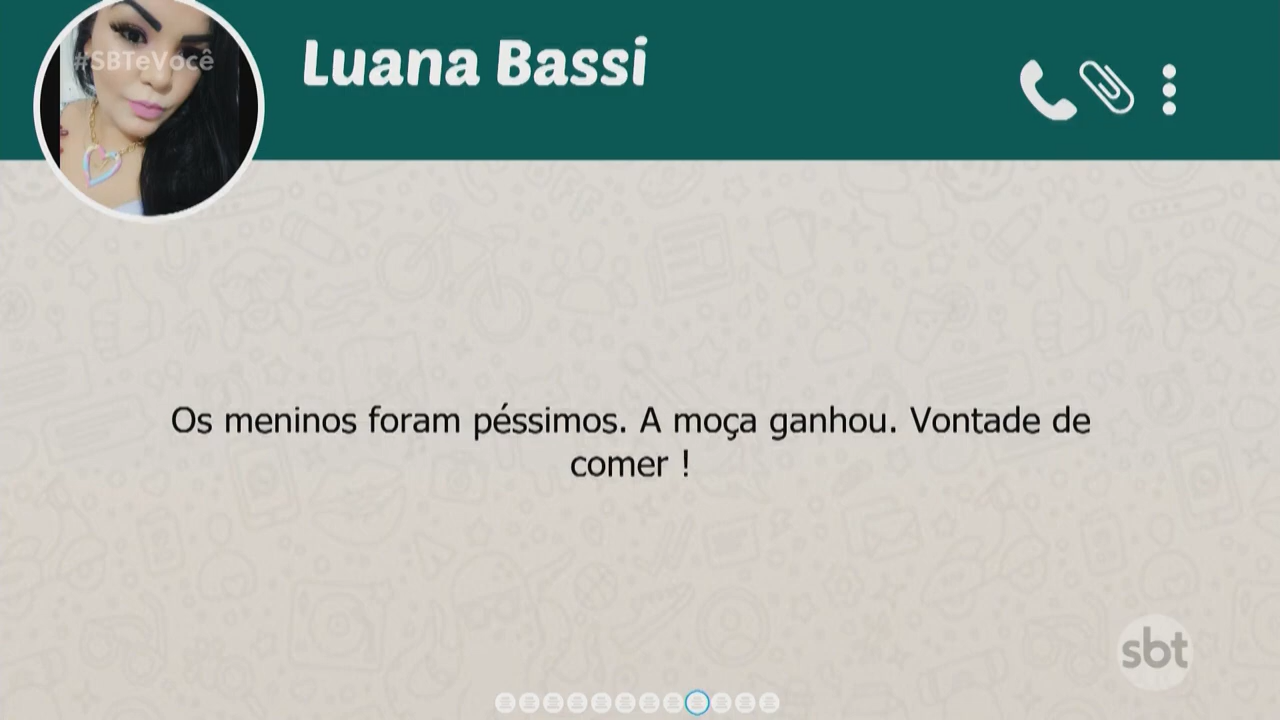 #SBTeVocê
Luana Bassi
Os meninos foram péssimos. A moça ganhou. Vontade de
comer !
sbt